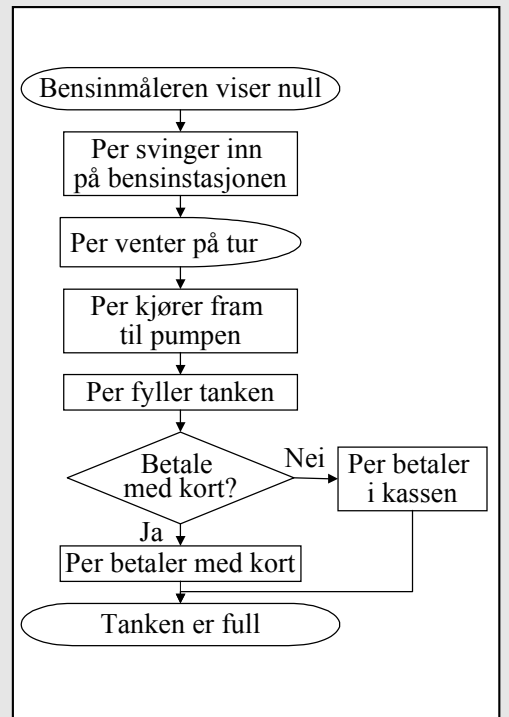 Bensinmåleren viser null
Per svinger inn
på bensinstasjonen
Per venter på tur
Per kjører fram
til pumpen
Per fyller tanken
Betale
med kort?
Nei
Per betaler
i kassen
Ja
Per betaler med kort
Tanken er full